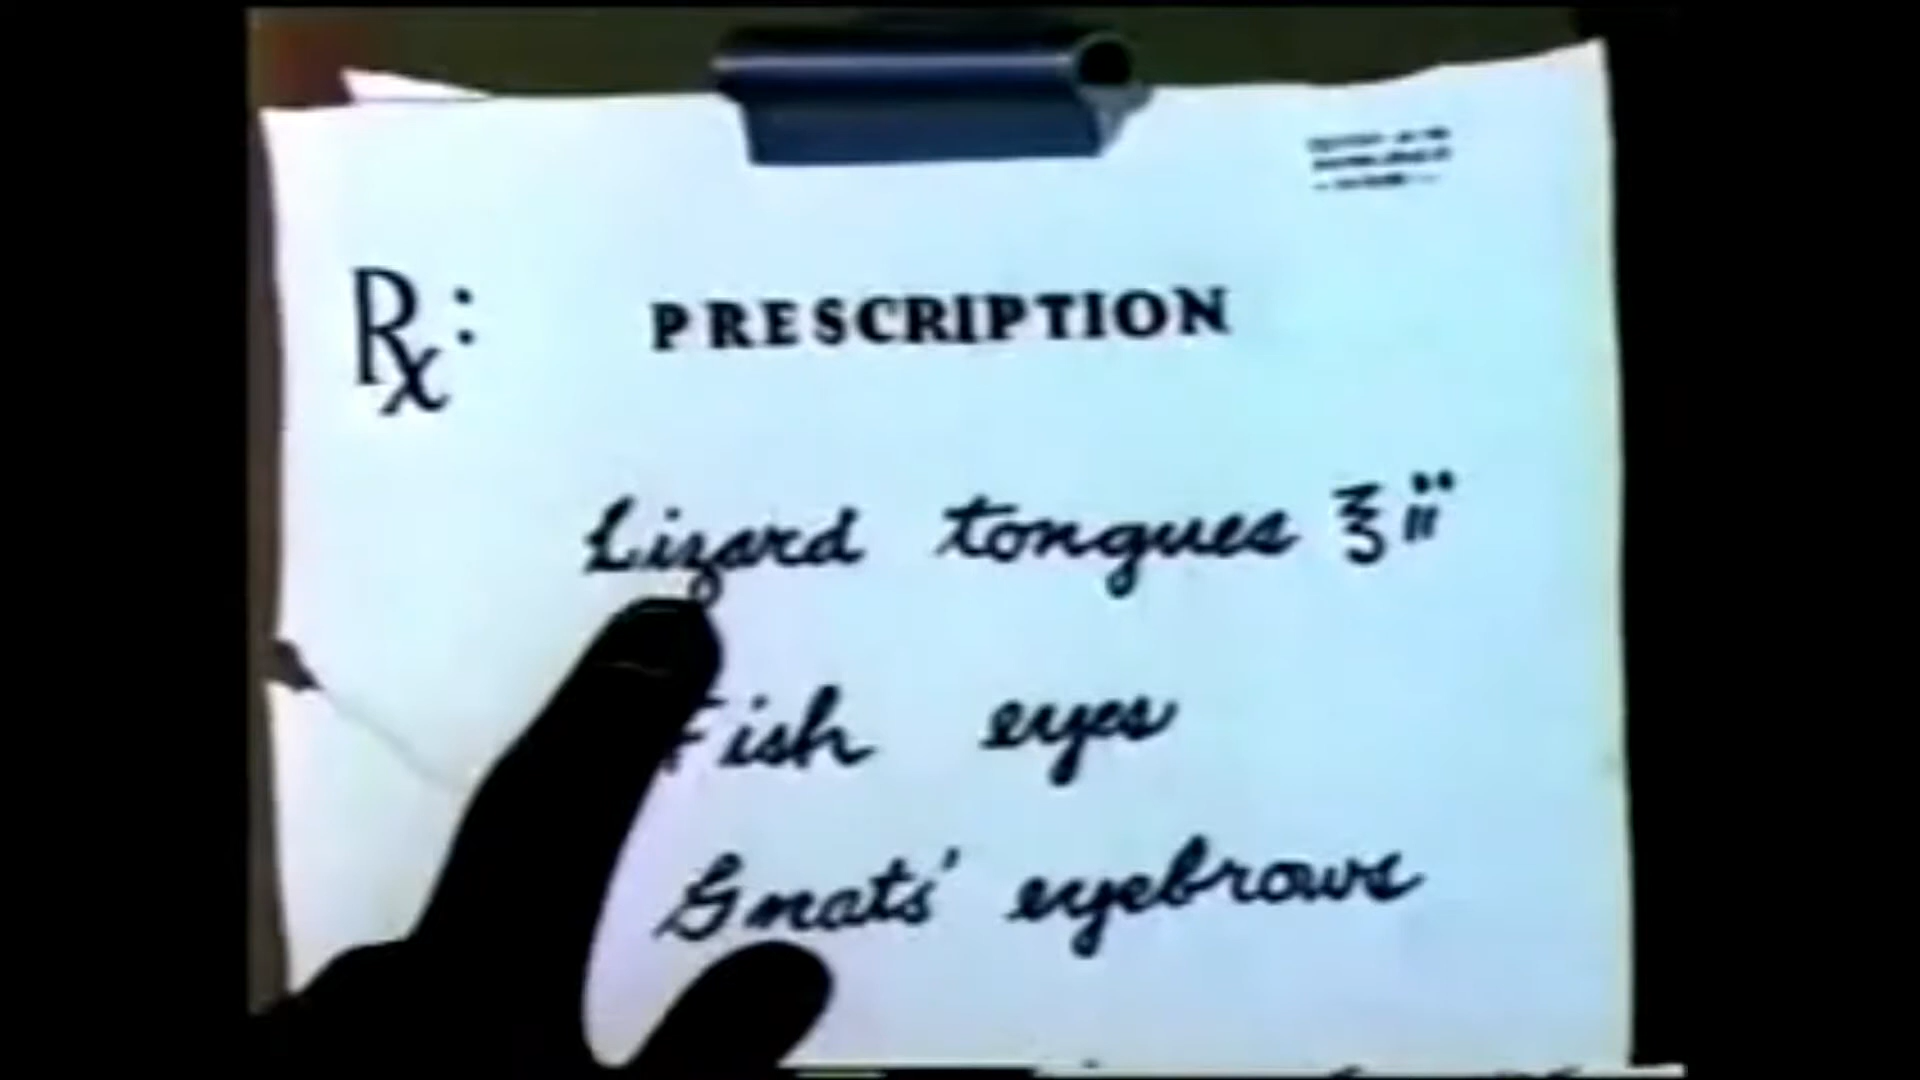 Rx: PRESCRIPTION
Lizard tongues ℥ii
Fish eyes
Gnats' eyebrows